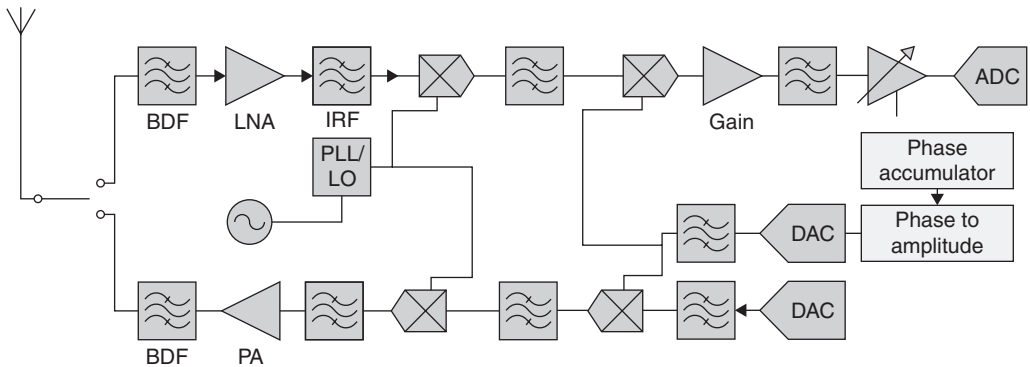 BDF
LNA
IRF
Gain
ADC
PLL/
LO
Phase
accumulator
Phase to
amplitude
DAC
DAC
BDF
PA